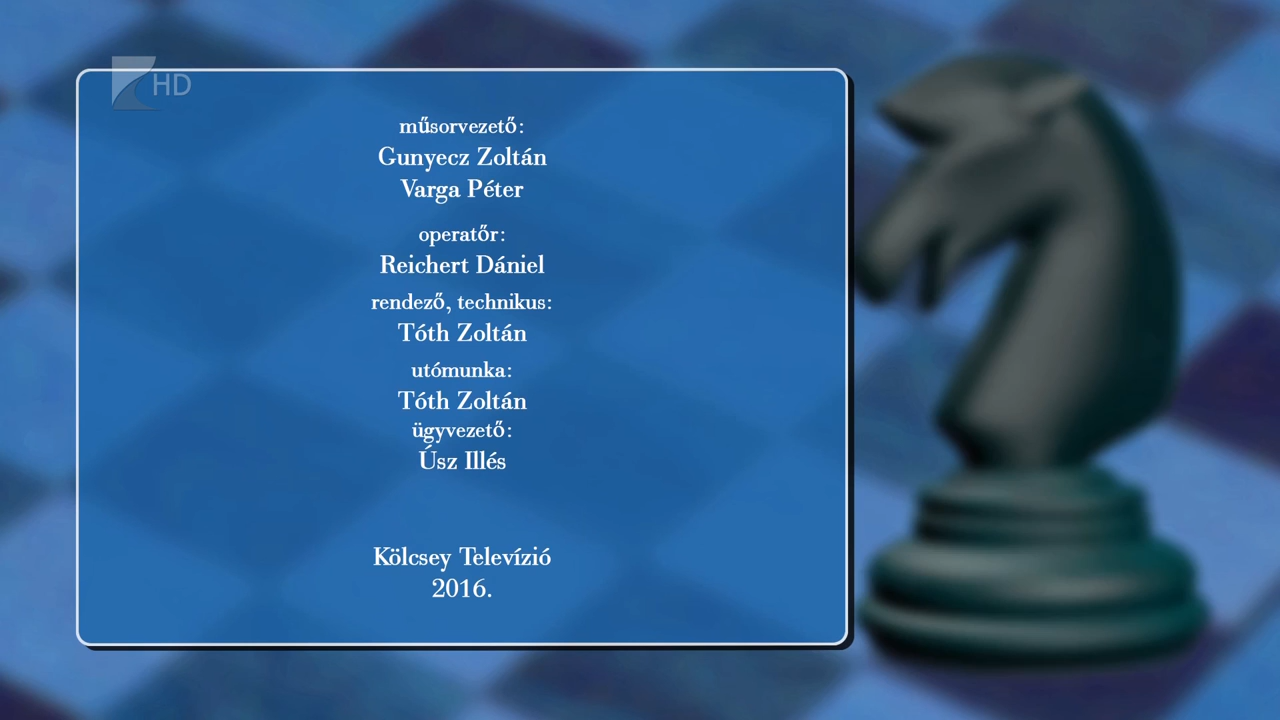 HD
műsorvezető:
Gunyecz Zoltán
Varga Péter
operatőr:
Reichert Dániel
rendező, technikus:
Tóth Zoltán
utómunka:
Tóth Zoltán
ügyvezető:
Úsz Illés
Kölcsey Televízió
2016.